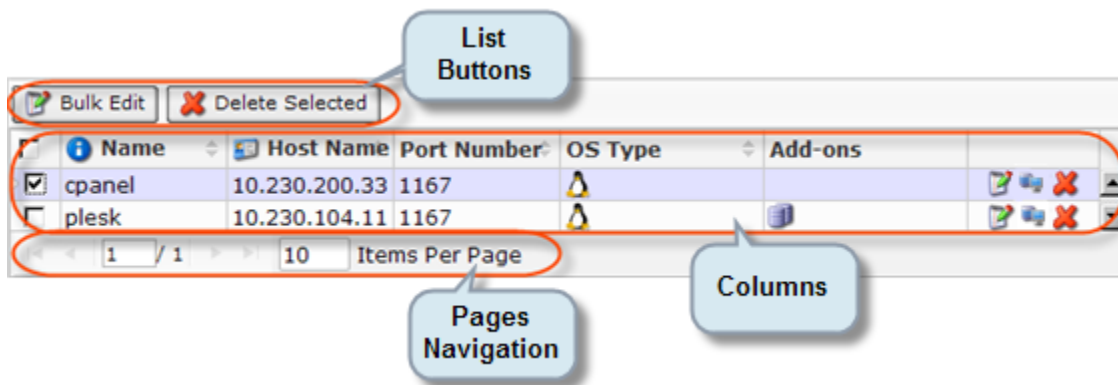 List
Buttons
Bulk Edit Delete Selected
Name Host Name Port Number OS Type Add-ons
cpanel 10.230.200.33 1167
plesk 10.230.104.11 1167
1 / 1 10 Items Per Page
Columns
Pages
Navigation